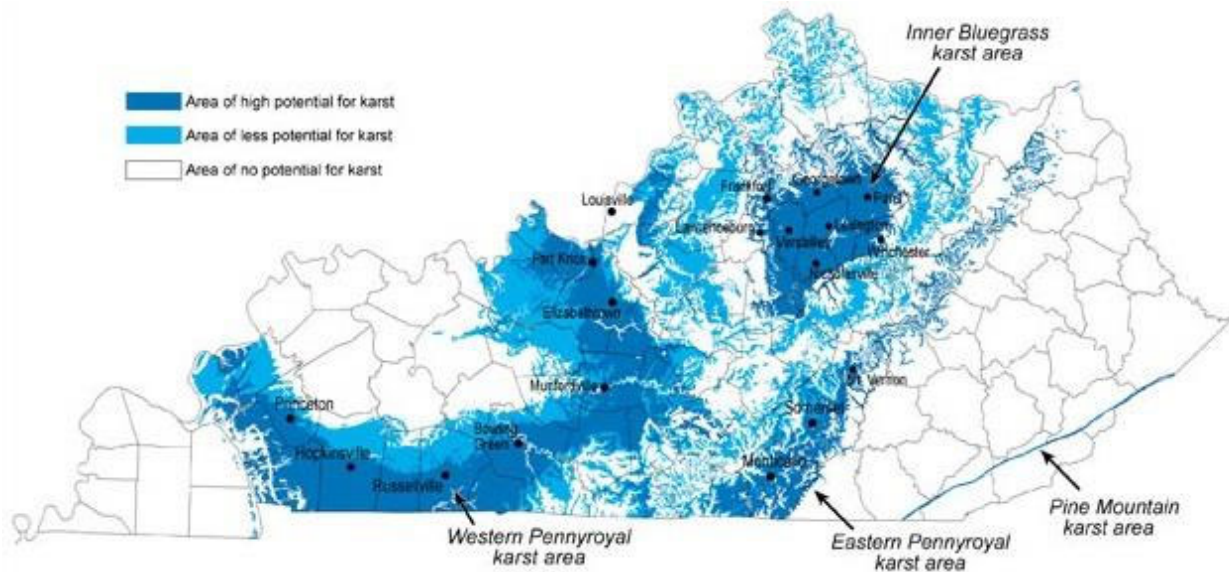 Inner Bluegrass
karst area
Area of high potential for karst
Area of less potential for karst
Area of no potential for karst
Louisville
Frankfort
Georgetown
Paris
Lawrenceburg
Versailles
Lexington
Winchester
Nicholasville
Fort Knox
Elizabethtown
Munfordville
Mt. Vernon
Princeton
Somerset
Bowling
Green
Hopkinsville
Russellville
Monticello
Western Pennyroyal
karst area
Eastern Pennyroyal
karst area
Pine Mountain
karst area